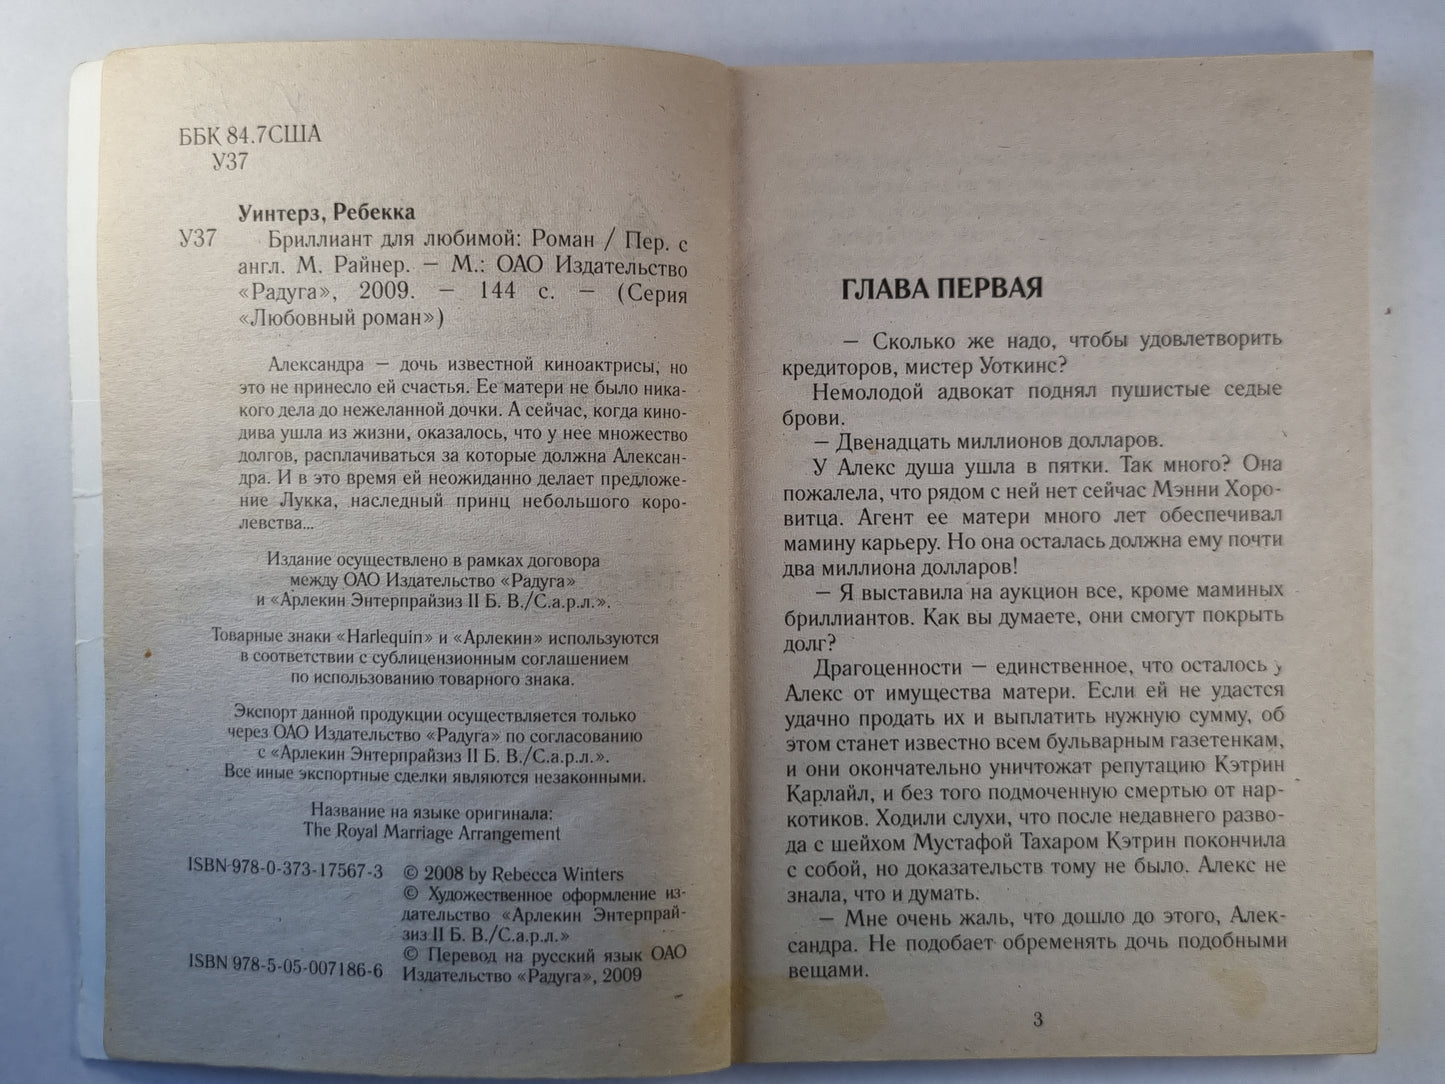 ББК 84.7США
У37
Уинтерз, Ребекка
У37 Бриллиант для любимой: Роман / Пер. с
англ. М. Райнер. — М.: ОАО Издательство
«Радуга», 2009. — 144 с. — (Серия
«Любовный роман»)
Александра — дочь известной киноактрисы, но
это не принесло ей счастья. Ее матери не было ника-
кого дела до нежеланной дочки. А сейчас, когда кино-
дива ушла из жизни, оказалось, что у нее множество
долгов, расплачиваться за которые должна Алексан-
дра. И в это время ей неожиданно делает предложе-
ние Лукка, наследный принц небольшого коро-
левства...
Издание осуществлено в рамках договора
между ОАО Издательство «Радуга»
и «Арлекин Энтерпрайзиз II Б. В./С.а.р.л.».
Товарные знаки «Harlequin» и «Арлекин» используются
в соответствии с сублицензионным соглашением
по использованию товарного знака.
Экспорт данной продукции осуществляется только
через ОАО Издательство «Радуга» по согласованию
с «Арлекин Энтерпрайзиз II Б. В./С.а.р.л.».
Все иные экспортные сделки являются незаконными.
Название на языке оригинала:
The Royal Marriage Arrangement
ISBN 978-0-373-17567-3 © 2008 by Rebecca Winters
© Художественное оформление из-
дательство «Арлекин Энтерпрай-
зиз II Б. В./С.а.р.л.»
ISBN 978-5-05-007186-6 © Перевод на русский язык ОАО
Издательство «Радуга», 2009
ГЛАВА ПЕРВАЯ
— Сколько же надо, чтобы удовлетворить
кредиторов, мистер Уоткинс?
Немолодой адвокат поднял пушистые седые
брови.
— Двенадцать миллионов долларов.
У Алекс душа ушла в пятки. Так много? Она
пожалела, что рядом с ней нет сейчас Мэнни Хоро-
витца. Агент ее матери много лет обеспечивал
мамину карьеру. Но она осталась должна ему почти
два миллиона долларов!
— Я выставила на аукцион все, кроме маминых
бриллиантов. Как вы думаете, они смогут покрыть
долг?
Драгоценности — единственное, что осталось у
Алекс от имущества матери. Если ей не удастся
удачно продать их и выплатить нужную сумму, об
этом станет известно всем бульварным газетенкам,
и они окончательно уничтожат репутацию Кэтрин
Карлайл, и без того подмоченную смертью от нар-
котиков. Ходили слухи, что после недавнего разво-
да с шейхом Мустафой Тахаром Кэтрин покончила
с собой, но доказательств тому не было. Алекс не
знала, что и думать.
— Мне очень жаль, что дошло до этого, Алек-
сандра. Не подобает обременять дочь подобными
вещами.
3